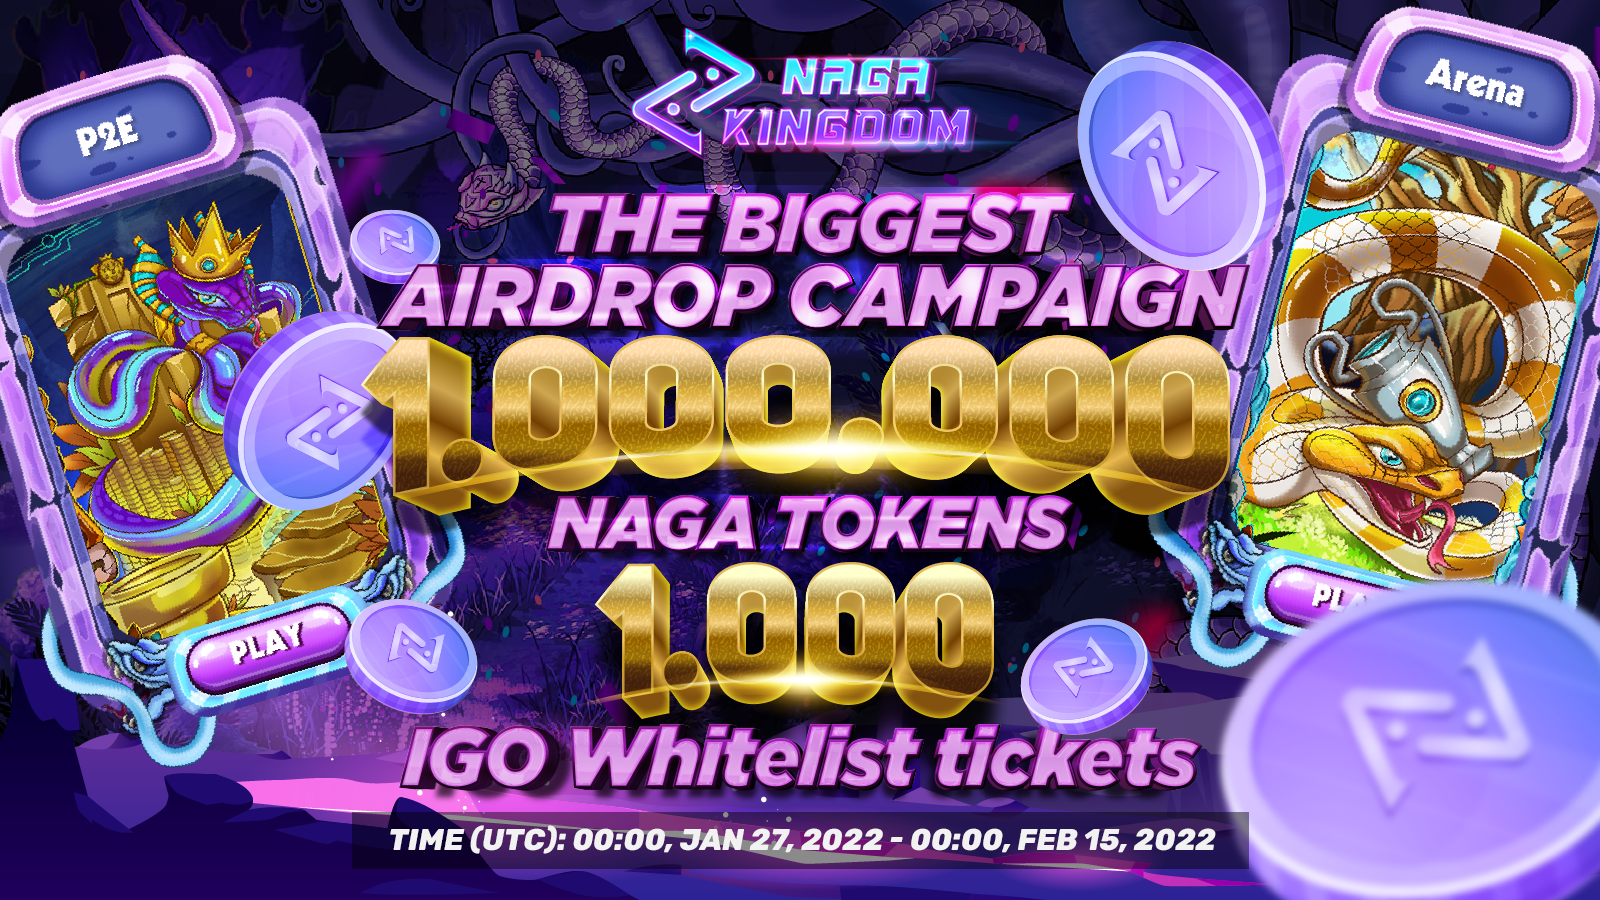 NAGA
KINGDOM
P2E
Arena
THE BIGGEST
AIRDROP CAMPAIGN
1.000.000
NAGA TOKENS
1.000
IGO Whitelist tickets
PLAY
PLA
TIME (UTC): 00:00, JAN 27, 2022 - 00:00, FEB 15, 2022